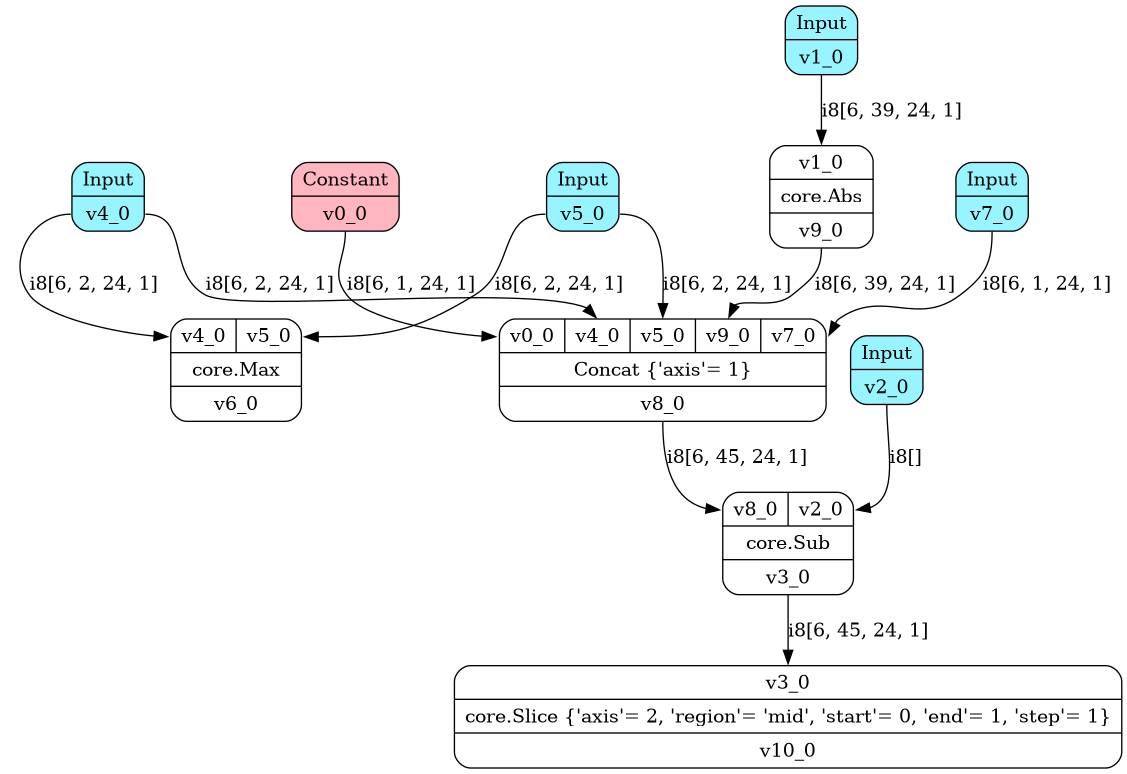 Input
v1_0
i8[6, 39, 24, 1]
Input
v4_0
Constant
v0_0
Input
v5_0
v1_0
core.Abs
v9_0
Input
v7_0
i8[6, 2, 24, 1]
i8[6, 2, 24, 1]
i8[6, 1, 24, 1]
i8[6, 2, 24, 1]
i8[6, 2, 24, 1]
i8[6, 39, 24, 1]
i8[6, 1, 24, 1]
v4_0 v5_0
core.Max
v6_0
v0_0 v4_0 v5_0 v9_0 v7_0
Concat {'axis'= 1}
v8_0
Input
v2_0
i8[6, 45, 24, 1]
i8[]
v8_0 v2_0
core.Sub
v3_0
i8[6, 45, 24, 1]
v3_0
core.Slice {'axis'= 2, 'region'= 'mid', 'start'= 0, 'end'= 1, 'step'= 1}
v10_0